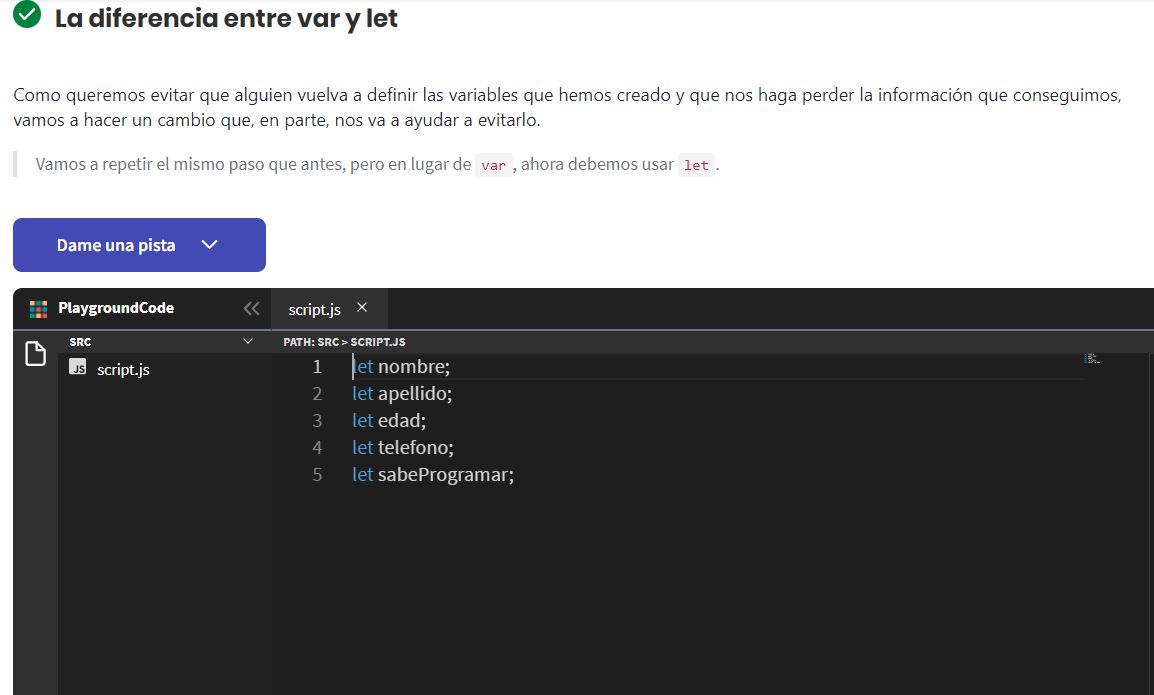 La diferencia entre var y let
Como queremos evitar que alguien vuelva a definir las variables que hemos creado y que nos haga perder la información que conseguimos,
vamos a hacer un cambio que, en parte, nos va a ayudar a evitarlo.
Vamos a repetir el mismo paso que antes, pero en lugar de var , ahora debemos usar let .
Dame una pista
PlaygroundCode
script.js
SRC
PATH: SRC > SCRIPT.JS
JS script.js
1 let nombre;
2 let apellido;
3 let edad;
4 let telefono;
5 let sabeProgramar;